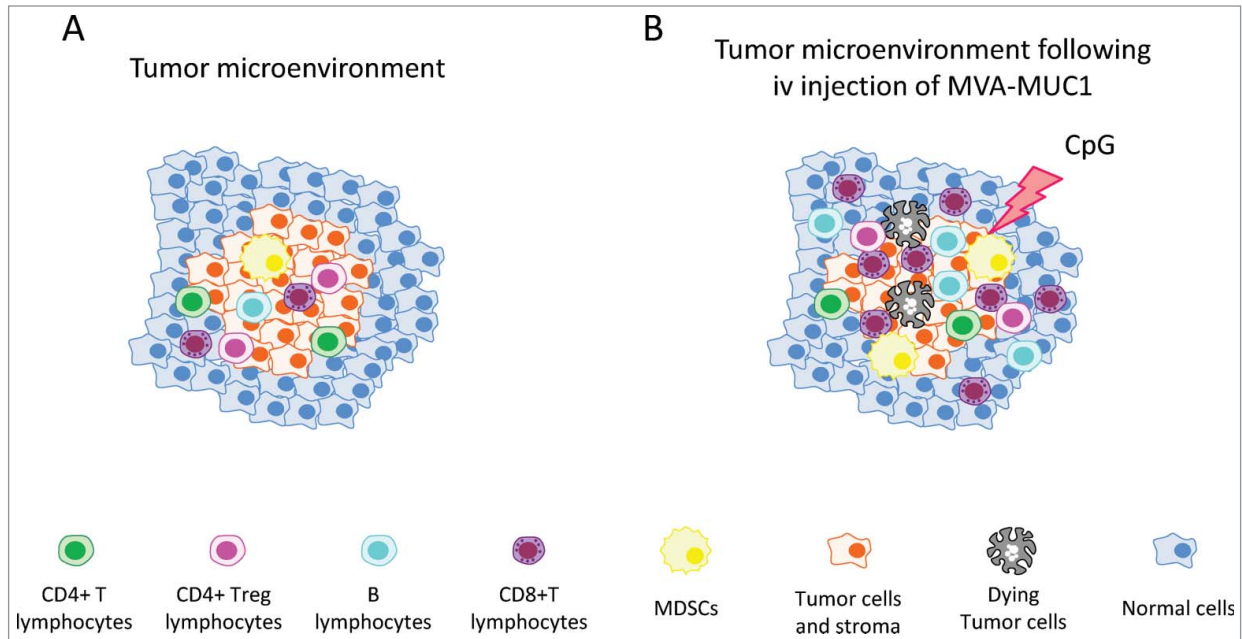 A
Tumor microenvironment
B
Tumor microenvironment following
iv injection of MVA-MUC1
CpG
CD4+ T
lymphocytes
CD4+ Treg
lymphocytes
B
lymphocytes
CD8+T
lymphocytes
MDSCs
Tumor cells
and stroma
Dying
Tumor cells
Normal cells